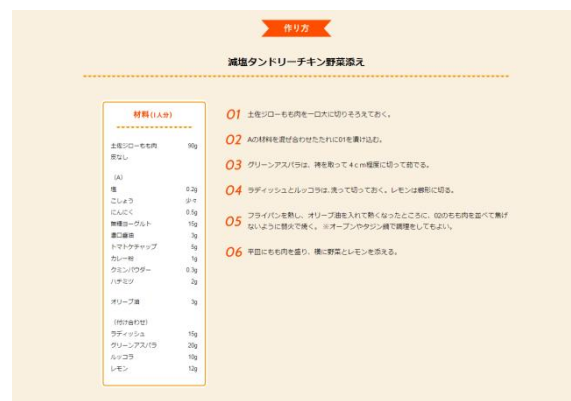 作り方
減塩タンドリーチキン野菜添え
材料(1人分)
土佐ジローもも肉 90g
皮なし
(A)
塩 0.2g
こしょう 少々
にんにく 0.5g
無糖ヨーグルト 15g
濃口醤油 3g
トマトケチャップ 5g
カレー粉 1g
クミンパウダー 0.3g
ハチミツ 2g
オリーブ油 3g
(付け合わせ)
ラディッシュ 15g
グリーンアスパラ 20g
ルッコラ 10g
レモン 12g
01 土佐ジローもも肉を一口大に切りそろえておく。
02 Aの材料を混ぜ合わせたたれに01を漬け込む。
03 グリーンアスパラは、袴を取って4cm程度に切って茹でる。
04 ラディッシュとルッコラは、洗って切っておく。レモンは櫛形に切る。
05 フライパンを熱し、オリーブ油を入れて熱くなったところに、02のもも肉を並べて焦げ
ないように弱火で焼く。 ※オーブンやタジン鍋で調理をしてもよい。
06 平皿にもも肉を盛り、横に野菜とレモンを添える。